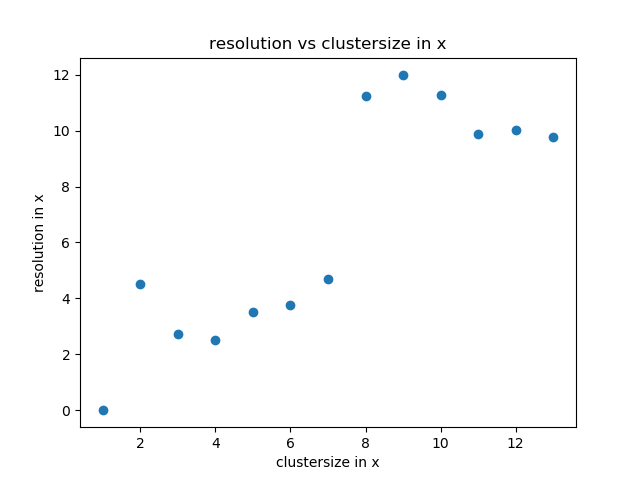 resolution vs clustersize in x
12
10
8
6
4
2
0
resolution in x
2 4 6 8 10 12
clustersize in x